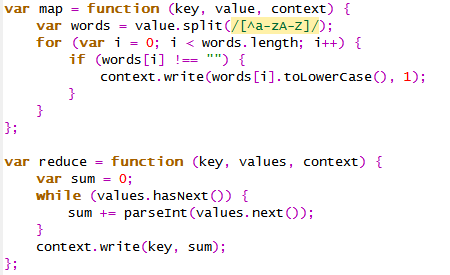 var map = function (key, value, context) {
    var words = value.split(/[^a-zA-Z]/);
    for (var i = 0; i < words.length; i++) {
        if (words[i] !== "") {
            context.write(words[i].toLowerCase(), 1);
        }
    }
};

var reduce = function (key, values, context) {
    var sum = 0;
    while (values.hasNext()) {
        sum += parseInt(values.next());
    }
    context.write(key, sum);
};